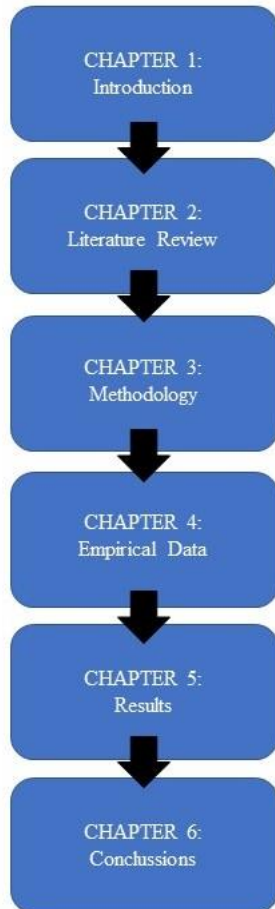 CHAPTER 1:
Introduction
CHAPTER 2:
Literature Review
CHAPTER 3:
Methodology
CHAPTER 4:
Empirical Data
CHAPTER 5:
Results
CHAPTER 6:
Conclussions